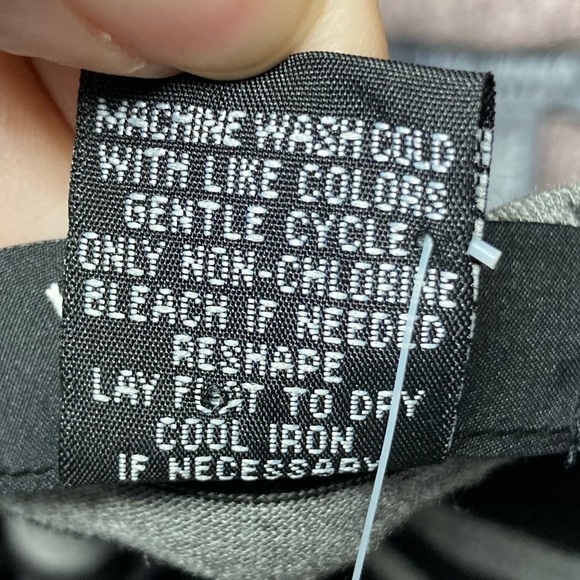 MACHINE WASH COLD
WITH LIKE COLORS
GENTLE CYCLE
ONLY NON-CHLORINE
BLEACH IF NEEDED
RESHAPE
LAY FLAT TO DRY
COOL IRON
IF NECESSARY